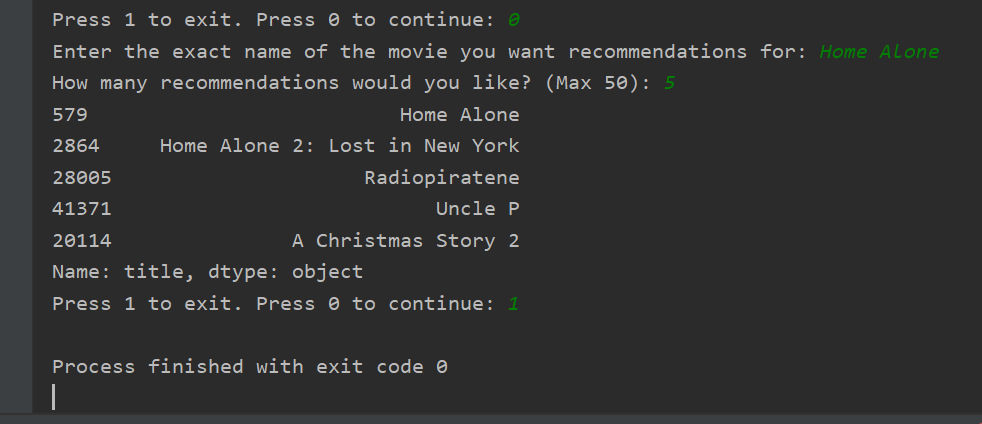 Press 1 to exit. Press 0 to continue: 0
Enter the exact name of the movie you want recommendations for: Home Alone
How many recommendations would you like? (Max 50): 5
579                          Home Alone
2864     Home Alone 2: Lost in New York
28005                     Radiopiratene
41371                           Uncle P
20114               A Christmas Story 2
Name: title, dtype: object
Press 1 to exit. Press 0 to continue: 1
Process finished with exit code 0